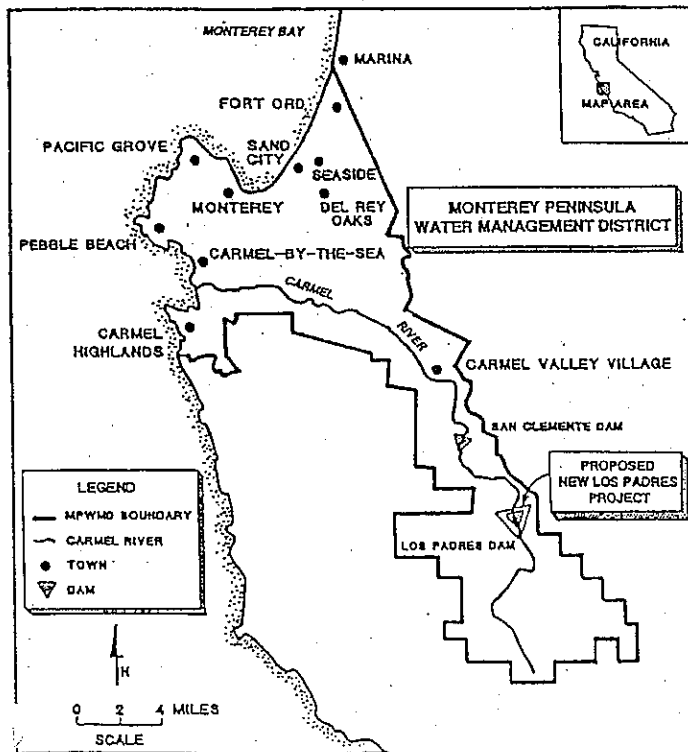 MONTEREY BAY
MARINA
CALIFORNIA
MAP AREA
FORT ORD
PACIFIC GROVE
SAND
CITY
SEASIDE
MONTEREY
DEL REY
OAKS
MONTEREY PENINSULA
WATER MANAGEMENT DISTRICT
PEBBLE BEACH
CARMEL-BY-THE-SEA
CARMEL
RIVER
CARMEL
HIGHLANDS
CARMEL VALLEY VILLAGE
SAN CLEMENTE DAM
PROPOSED
NEW LOS PADRES
PROJECT
LOS PADRES DAM
LEGEND
MPWMD BOUNDARY
CARMEL RIVER
TOWN
DAM
N
0 2 4 MILES
SCALE